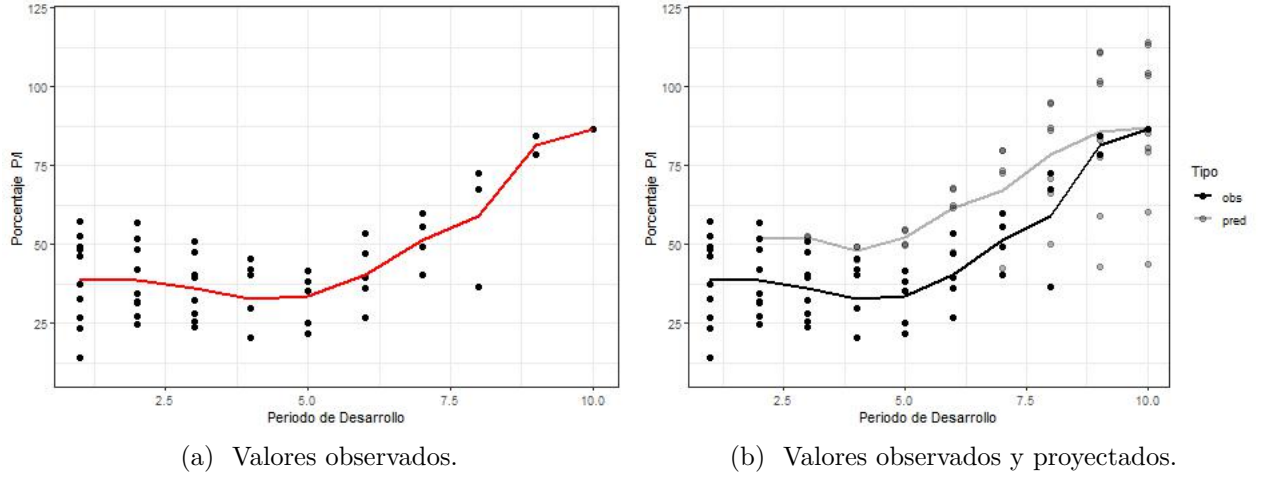 125
100
75
50
25
Porcentaje P/I
2.5
5.0
7.5
10.0
Periodo de Desarrollo
(a) Valores observados.
125
100
75
50
25
Porcentaje P/I
2.5
5.0
7.5
10.0
Periodo de Desarrollo
Tipo
obs
pred
(b) Valores observados y proyectados.